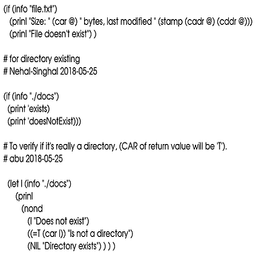 (if (info "file.txt")
(prinl "Size: " (car @) " bytes, last modified " (stamp (cadr @) (cddr @)))
(prinl "File doesn't exist") )
# for directory existing
# Nehal-Singhal 2018-05-25
(if (info "./docs")
(print 'exists)
(print 'doesNotExist)))
# To verify if it's really a directory, (CAR of return value will be 'T').
# abu 2018-05-25
(let I (info "./docs")
(prinl
(nond
(I "Does not exist")
((=T (car I)) "Is not a directory")
(NIL "Directory exists") ) ) )